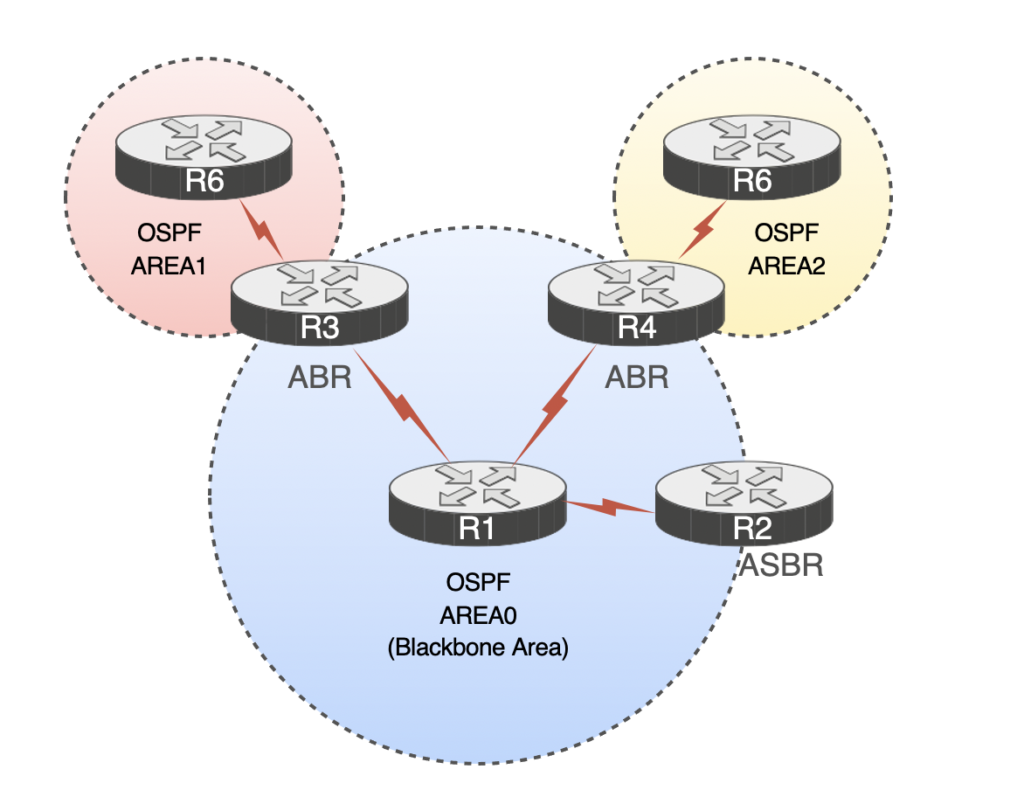 R6
R6
OSPF
AREA1
OSPF
AREA2
R3
R4
ABR
ABR
R1
R2
ASBR
OSPF
AREA0
(Blackbone Area)